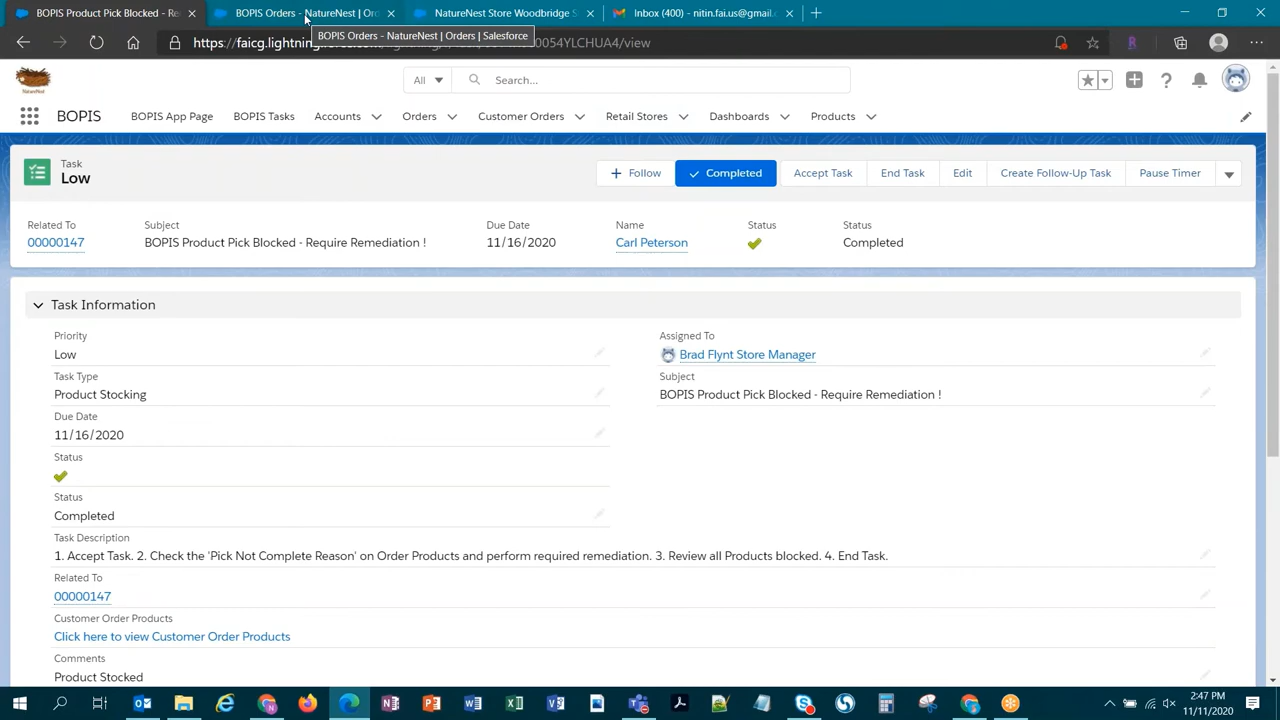 BOPIS Product Pick Blocked - Re
BOPIS Orders - NatureNest | Ord
NatureNest Store Woodbridge S
Inbox (400) - nitin.fai.us@gmail.c
BOPIS Orders - NatureNest | Orders | Salesforce
NatureNest
All
Search...
BOPIS
BOPIS App Page
BOPIS Tasks
Accounts
Orders
Customer Orders
Retail Stores
Dashboards
Products
Task
Low
Follow
Completed
Accept Task
End Task
Edit
Create Follow-Up Task
Pause Timer
Related To
Subject
Due Date
Name
Status
Status
00000147
BOPIS Product Pick Blocked - Require Remediation !
11/16/2020
Carl Peterson
Completed
Task Information
Priority
Low
Assigned To
Brad Flynt Store Manager
Task Type
Product Stocking
Subject
BOPIS Product Pick Blocked - Require Remediation !
Due Date
11/16/2020
Status
Status
Completed
Task Description
1. Accept Task. 2. Check the 'Pick Not Complete Reason' on Order Products and perform required remediation. 3. Review all Products blocked. 4. End Task.
Related To
00000147
Customer Order Products
Click here to view Customer Order Products
Comments
Product Stocked
2:47 PM
11/11/2020